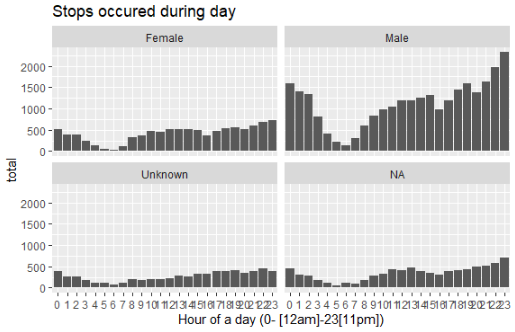 Stops occured during day
Female Male
2000
1500
1000
500
0
total
Unknown NA
2000
1500
1000
500
0
0 1 2 3 4 5 6 7 8 9 10 11 12 13 14 15 16 17 18 19 20 21 22 23 0 1 2 3 4 5 6 7 8 9 10 11 12 13 14 15 16 17 18 19 20 21 22 23
Hour of a day (0- [12am]-23[11pm])